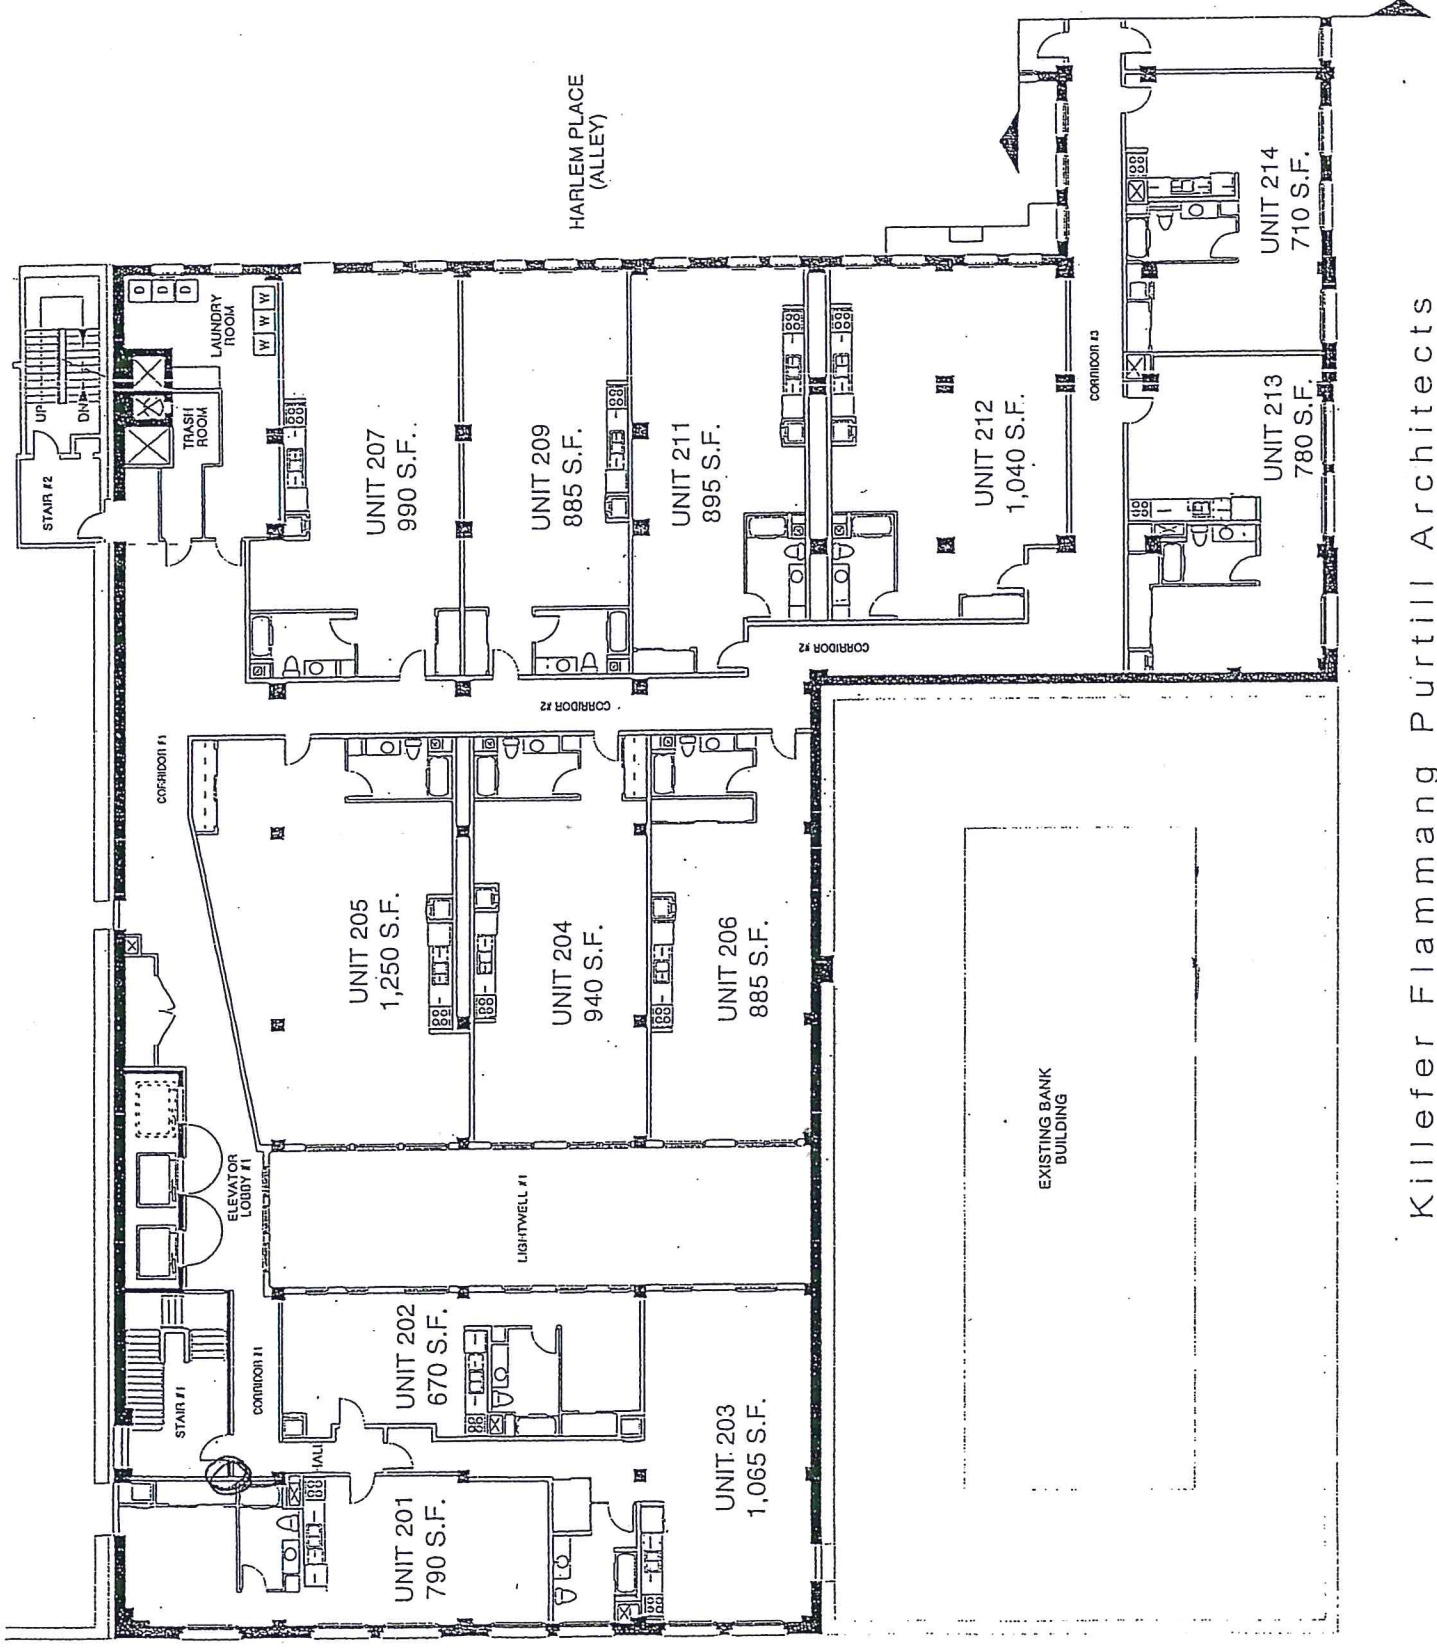 HARLEM PLACE
(ALLEY)
UP
DN
STAIR #2
D
D
D
LAUNDRY
ROOM
W
W
W
TRASH
ROOM
UNIT 207
990 S.F.
UNIT 209
885 S.F.
UNIT 211
895 S.F.
UNIT 212
1,040 S.F.
CORRIDOR #3
UNIT 214
710 S.F.
UNIT 213
780 S.F.
CORRIDOR #2
CORRIDOR #2
CORRIDOR #1
UNIT 205
1,250 S.F.
UNIT 204
940 S.F.
UNIT 206
885 S.F.
ELEVATOR
LOBBY #1
LIGHTWELL #1
EXISTING BANK
BUILDING
STAIR #1
CORRIDOR #1
HALL
UNIT 202
670 S.F.
UNIT 201
790 S.F.
UNIT 203
1,065 S.F.
Killefer Flammang Purtill Architects